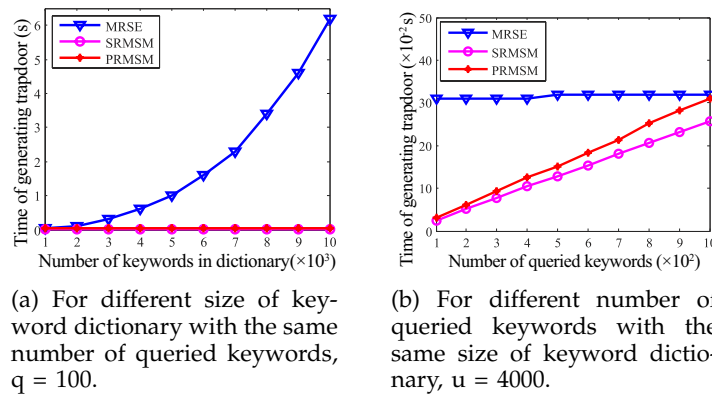 Time of generating trapdoor (s)
6
5
4
3
2
1
0
MRSE
SRMSM
PRMSM
1 2 3 4 5 6 7 8 9 10
Number of keywords in dictionary(×10³)
(a) For different size of key-
word dictionary with the same
number of queried keywords,
q = 100.
Time of generating trapdoor (×10⁻² s)
50
40
30
20
10
0
MRSE
SRMSM
PRMSM
1 2 3 4 5 6 7 8 9 10
Number of queried keywords (×10²)
(b) For different number of
queried keywords with the
same size of keyword dictio-
nary, u = 4000.